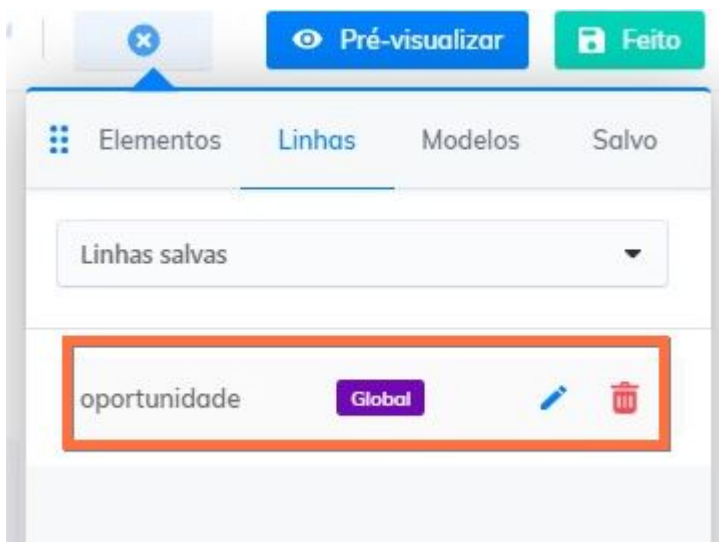 Pré-visualizar Feito
Elementos Linhas Modelos Salvo
Linhas salvas
oportunidade Global